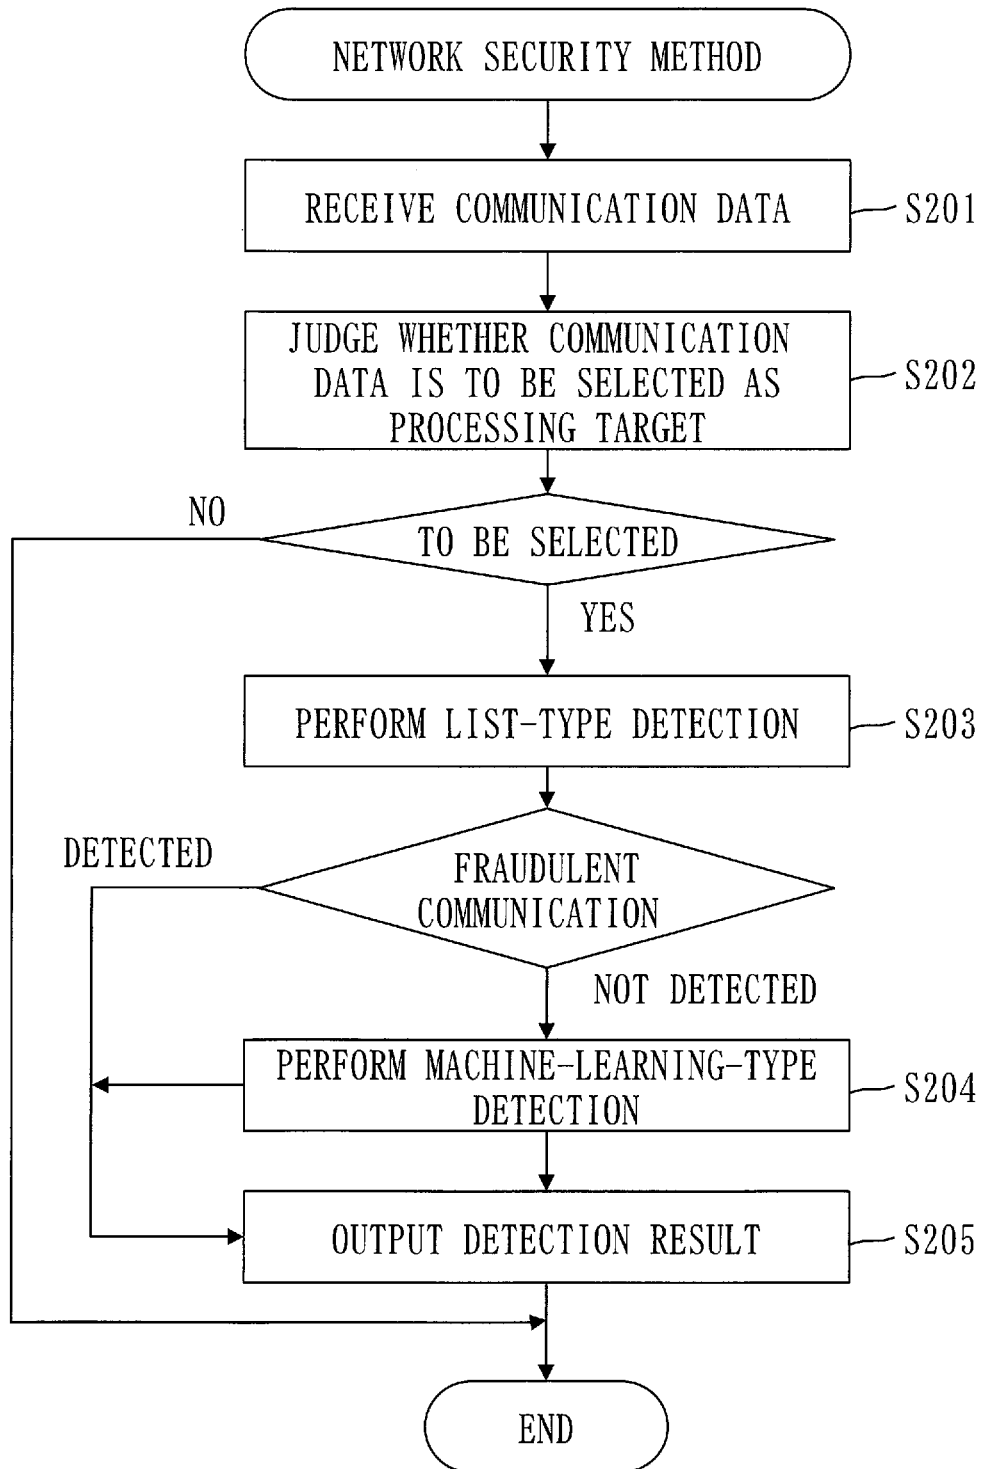 NETWORK SECURITY METHOD
RECEIVE COMMUNICATION DATA
S201
JUDGE WHETHER COMMUNICATION
DATA IS TO BE SELECTED AS
PROCESSING TARGET
S202
NO
TO BE SELECTED
YES
PERFORM LIST-TYPE DETECTION
S203
DETECTED
FRAUDULENT
COMMUNICATION
NOT DETECTED
PERFORM MACHINE-LEARNING-TYPE
DETECTION
S204
OUTPUT DETECTION RESULT
S205
END